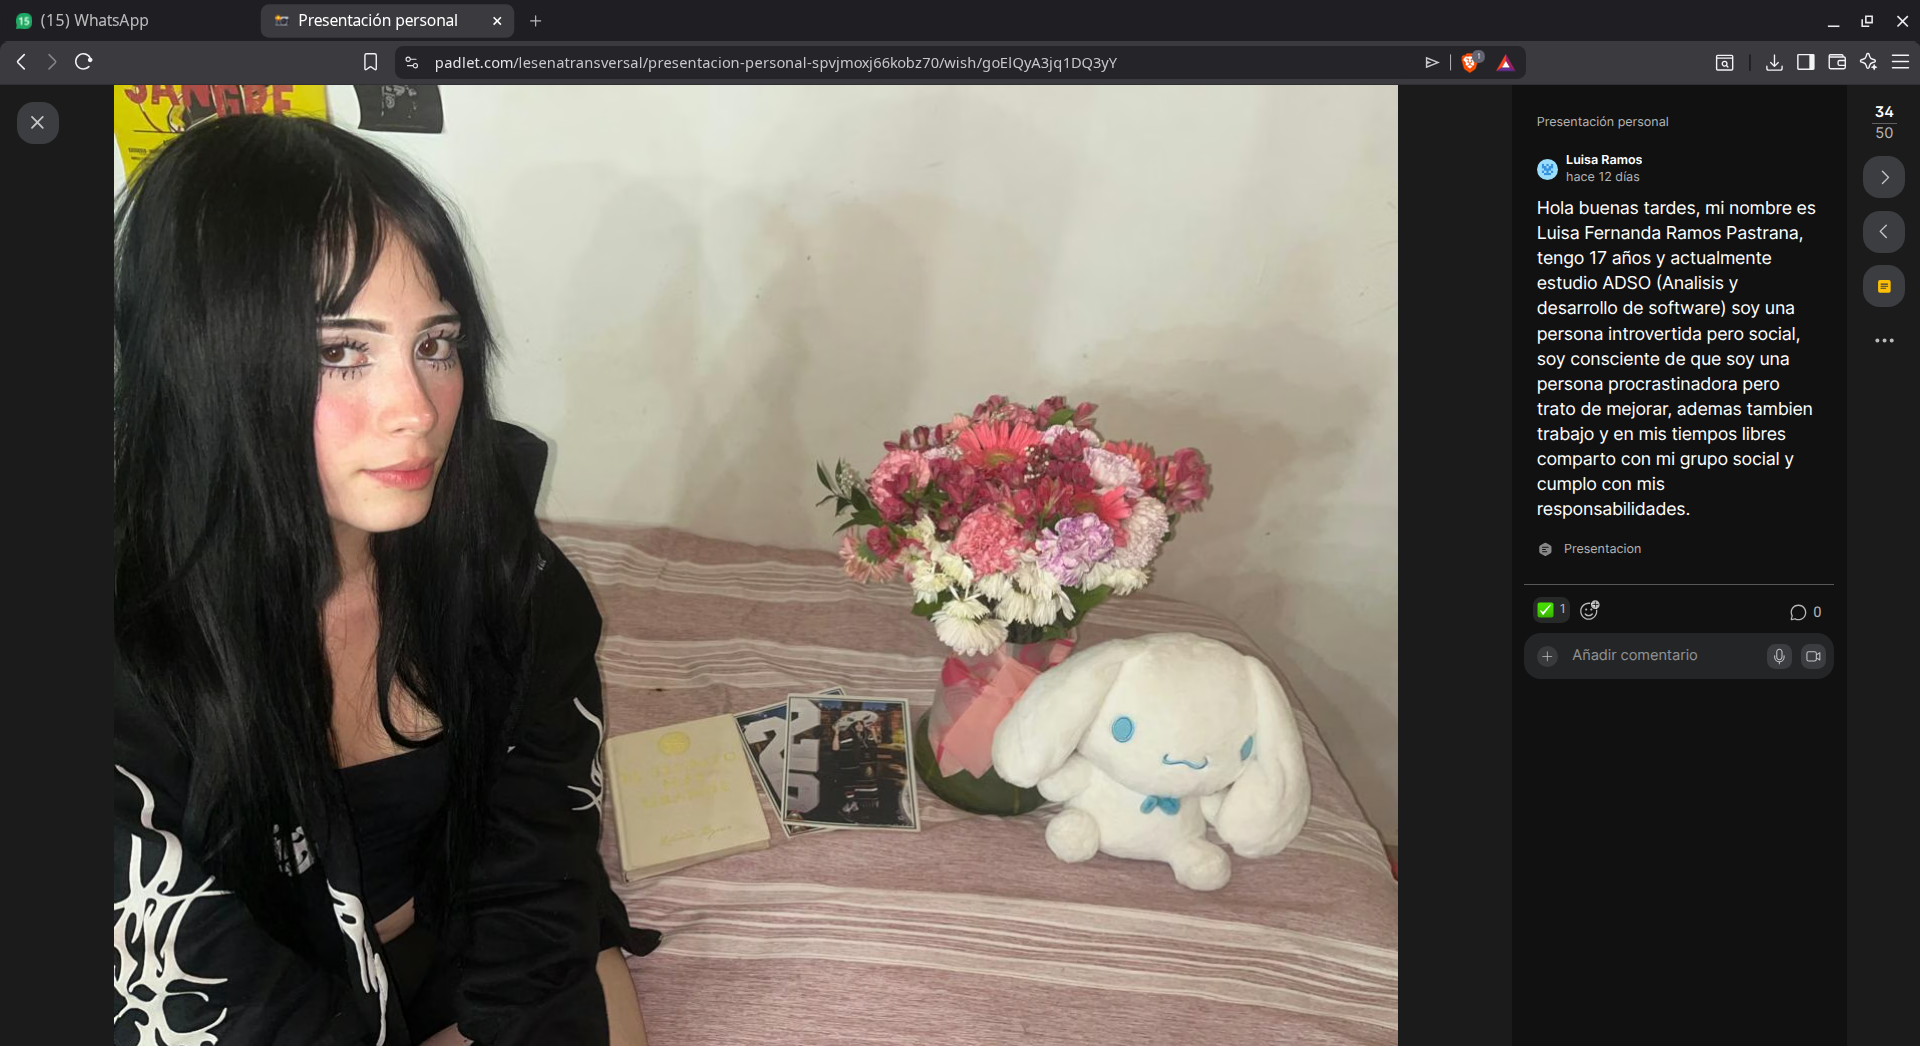 (15) WhatsApp
Presentación personal
padlet.com/lesenatransversal/presentacion-personal-spvjmoxj66kobz70/wish/goElQyA3jq1DQ3yY
1
SANGRE
Presentación personal
Luisa Ramos
hace 12 días
Hola buenas tardes, mi nombre es
Luisa Fernanda Ramos Pastrana,
tengo 17 años y actualmente
estudio ADSO (Analisis y
desarrollo de software) soy una
persona introvertida pero social,
soy consciente de que soy una
persona procrastinadora pero
trato de mejorar, ademas tambien
trabajo y en mis tiempos libres
comparto con mi grupo social y
cumplo con mis
responsabilidades.
Presentacion
1
0
Añadir comentario
34
50